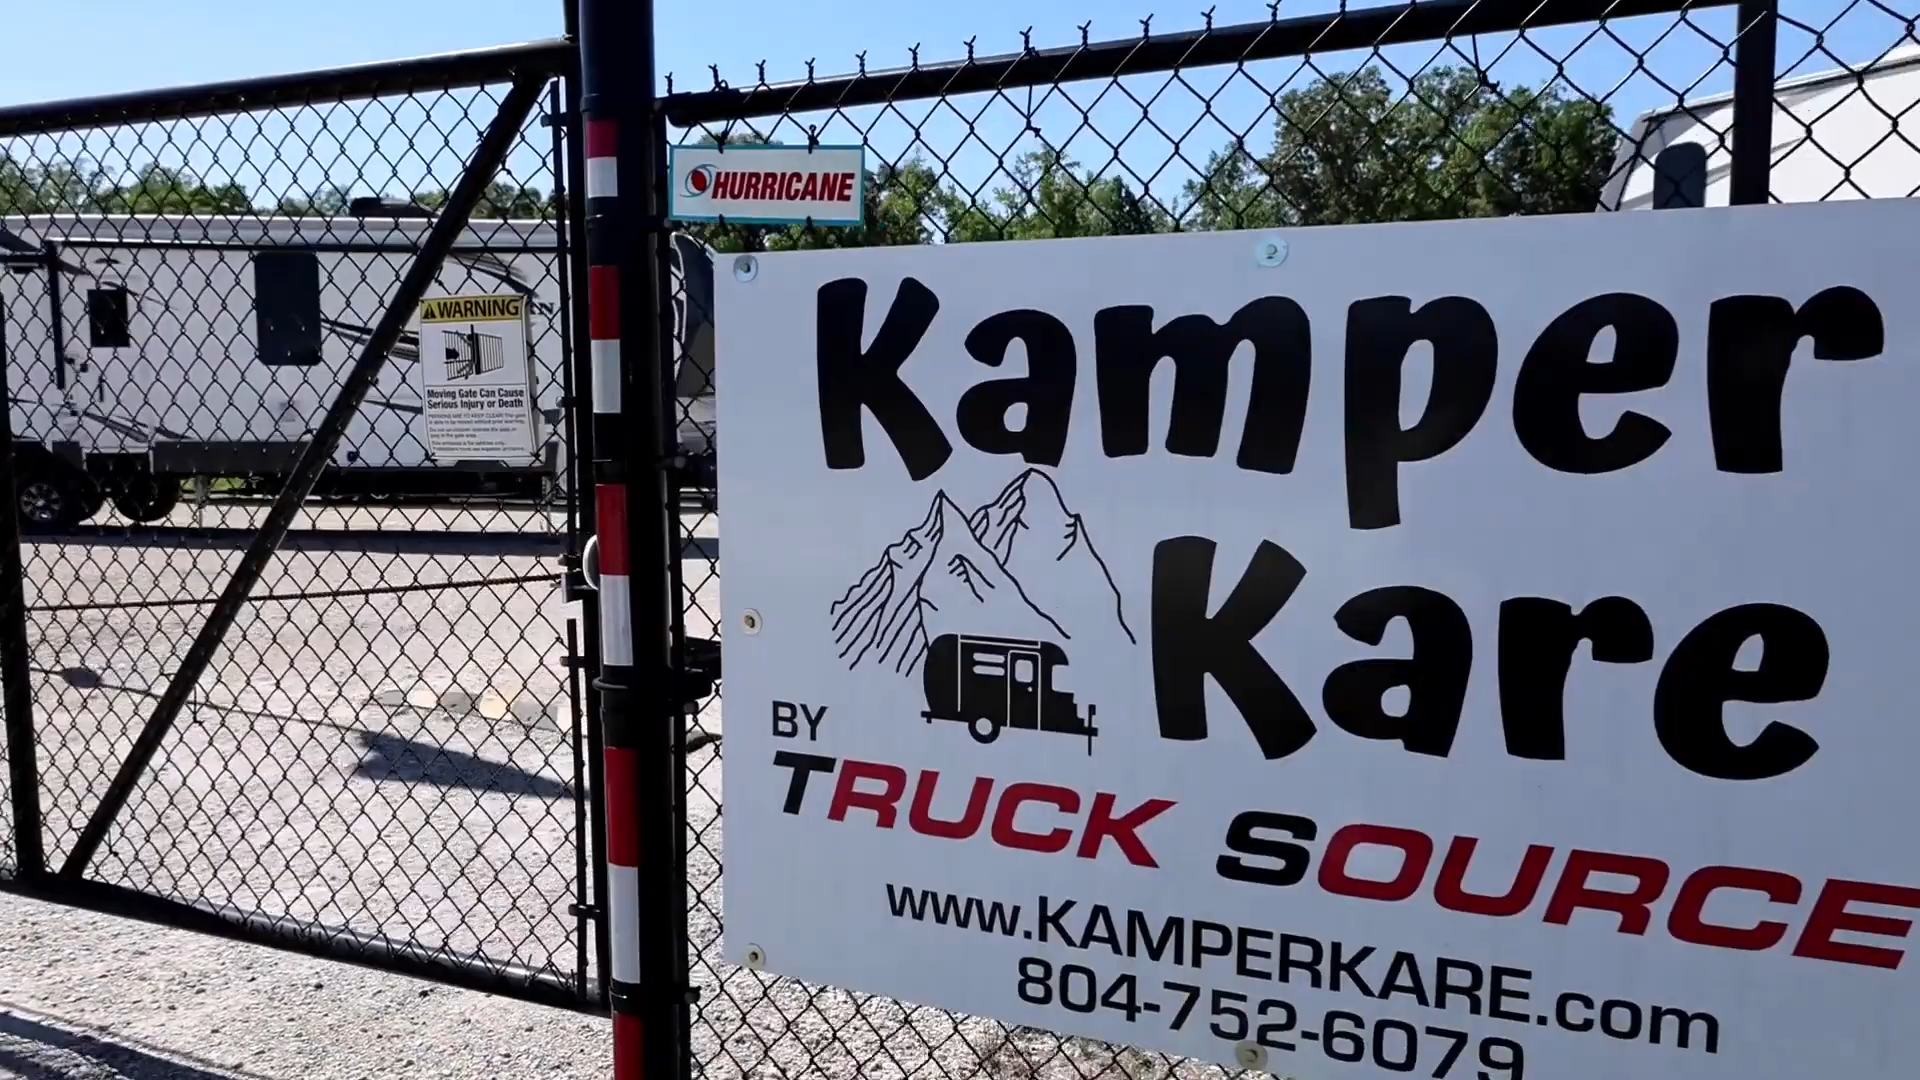 HURRICANE
WARNING
Moving Gate Can Cause
Serious Injury or Death
Kamper
Kare
BY
TRUCK SOURCE
www.KAMPERKARE.com
804-752-6079